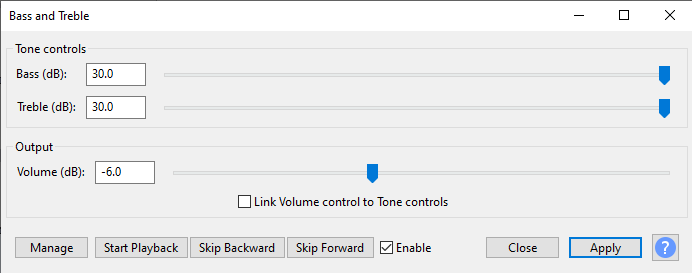 Bass and Treble
Tone controls
Bass (dB): 30.0
Treble (dB): 30.0
Output
Volume (dB): -6.0
Link Volume control to Tone controls
Manage Start Playback Skip Backward Skip Forward Enable Close Apply ?